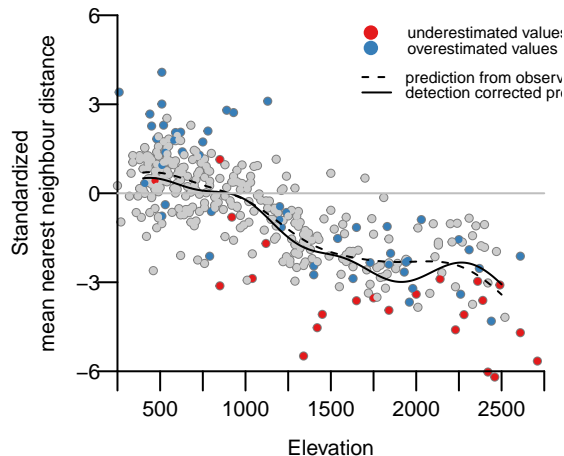 6
3
0
−3
−6
Standardized
mean nearest neighbour distance
underestimated values
overestimated values
prediction from observ
detection corrected pre
500
1000
1500
2000
2500
Elevation